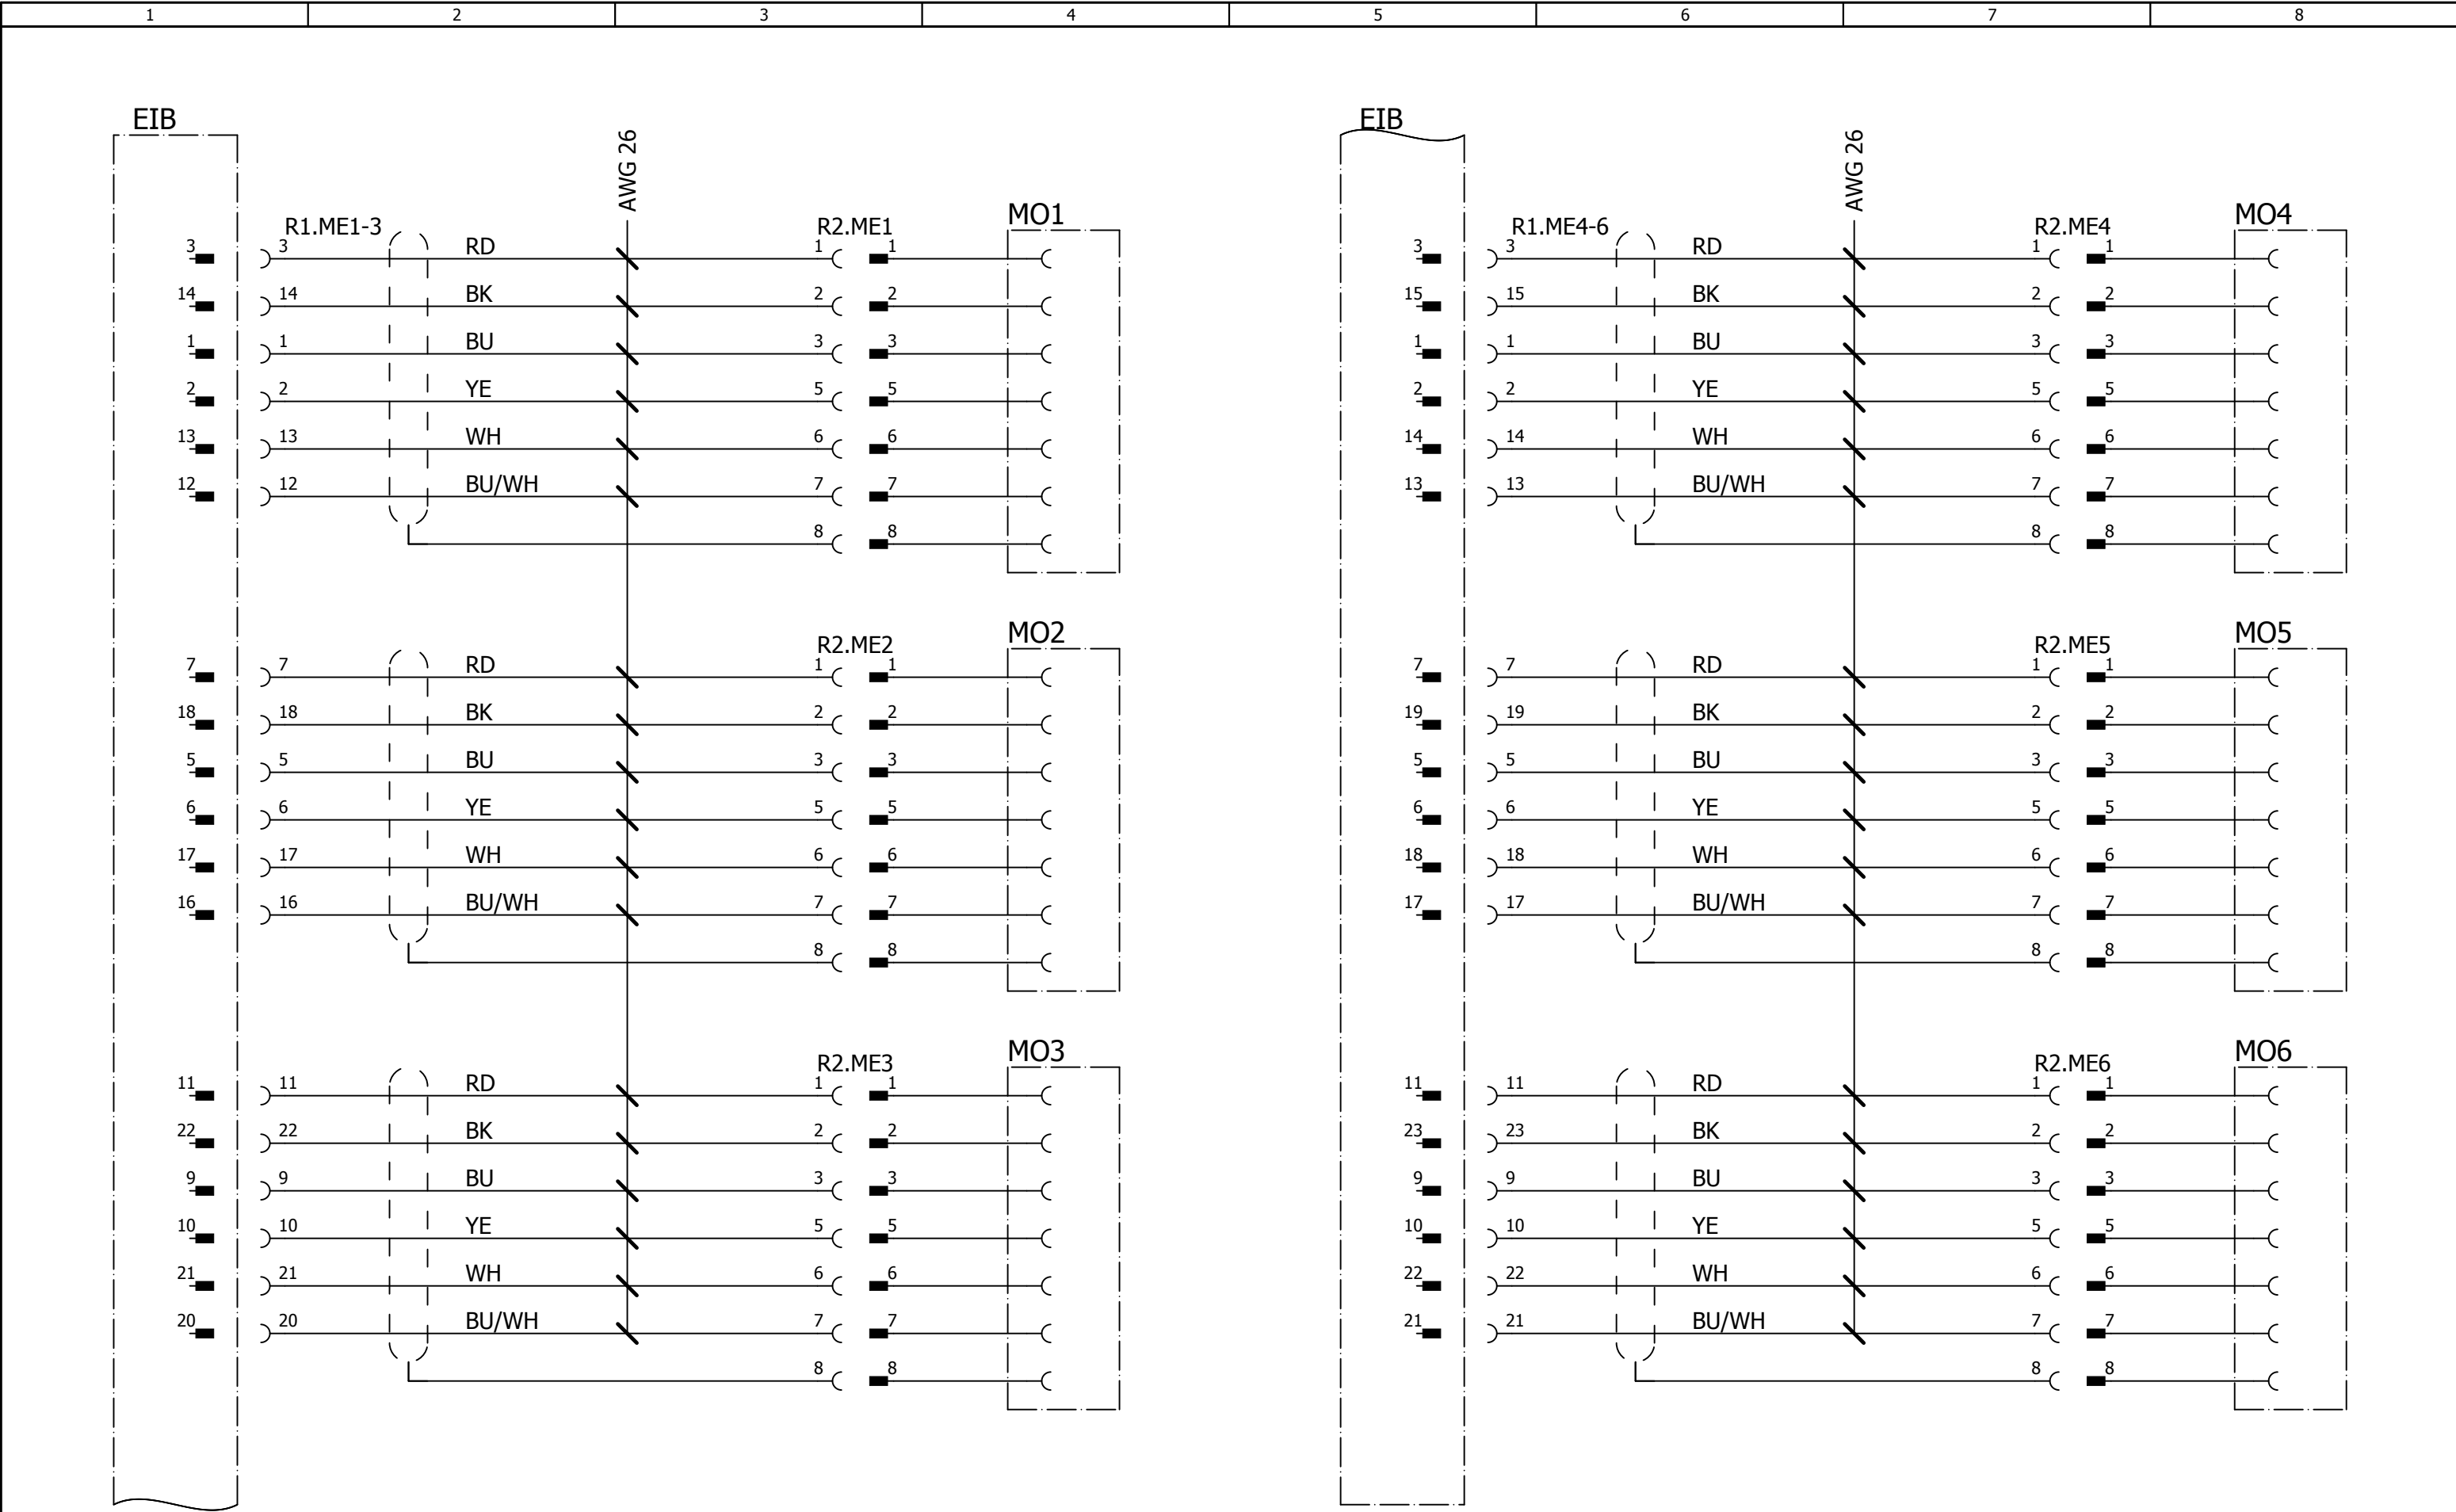 1 2 3 4 5 6 7 8
EIB
AWG 26
R1.ME1-3 R2.ME1 MO1
3 3 RD 1 1
14 14 BK 2 2
1 1 BU 3 3
2 2 YE 5 5
13 13 WH 6 6
12 12 BU/WH 7 7
8 8
R2.ME2 MO2
7 7 RD 1 1
18 18 BK 2 2
5 5 BU 3 3
6 6 YE 5 5
17 17 WH 6 6
16 16 BU/WH 7 7
8 8
R2.ME3 MO3
11 11 RD 1 1
22 22 BK 2 2
9 9 BU 3 3
10 10 YE 5 5
21 21 WH 6 6
20 20 BU/WH 7 7
8 8
EIB
AWG 26
R1.ME4-6 R2.ME4 MO4
3 3 RD 1 1
15 15 BK 2 2
1 1 BU 3 3
2 2 YE 5 5
14 14 WH 6 6
13 13 BU/WH 7 7
8 8
R2.ME5 MO5
7 7 RD 1 1
19 19 BK 2 2
5 5 BU 3 3
6 6 YE 5 5
18 18 WH 6 6
17 17 BU/WH 7 7
8 8
R2.ME6 MO6
11 11 RD 1 1
23 23 BK 2 2
9 9 BU 3 3
10 10 YE 5 5
22 22 WH 6 6
21 21 BU/WH 7 7
8 8